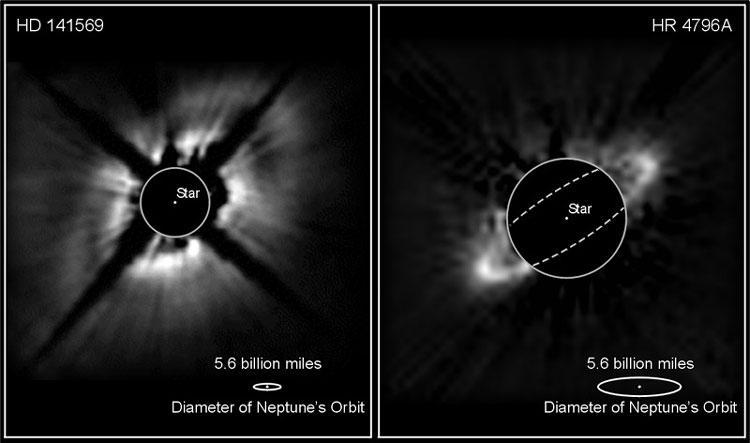 HD 141569
Star
5.6 billion miles
Diameter of Neptune's Orbit
HR 4796A
Star
5.6 billion miles
Diameter of Neptune's Orbit